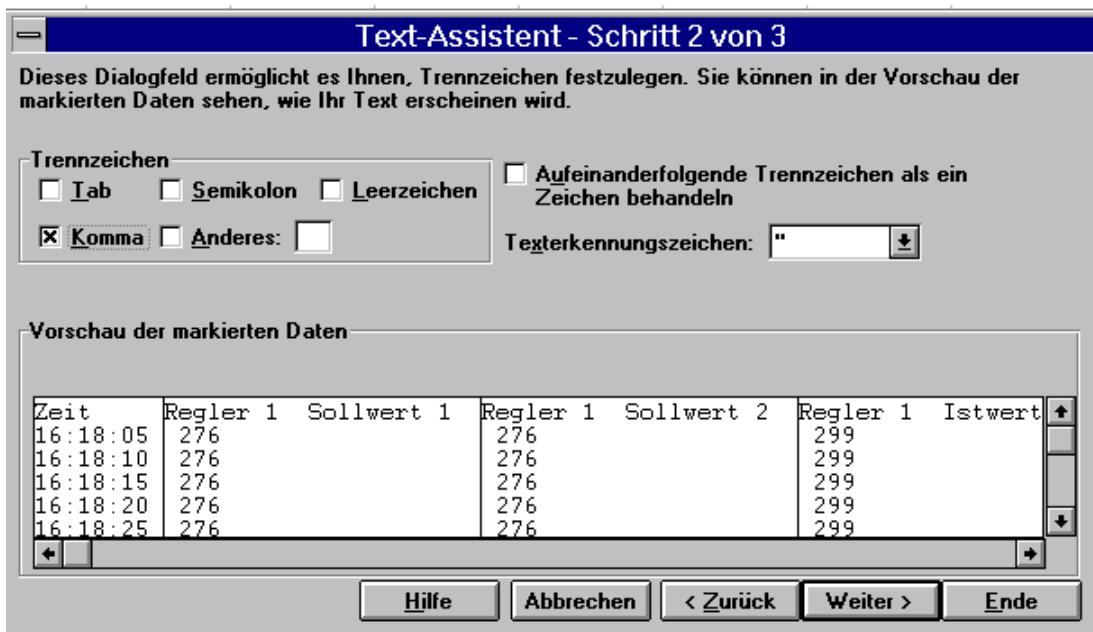 Text-Assistent - Schritt 2 von 3
Dieses Dialogfeld ermöglicht es Ihnen, Trennzeichen festzulegen. Sie können in der Vorschau der
markierten Daten sehen, wie Ihr Text erscheinen wird.
Trennzeichen
Tab Semikolon Leerzeichen
Komma Anderes:
Aufeinanderfolgende Trennzeichen als ein
Zeichen behandeln
Texterkennungszeichen: "
Vorschau der markierten Daten
Zeit Regler 1 Sollwert 1 Regler 1 Sollwert 2 Regler 1 Istwert
16:18:05 276 276 299
16:18:10 276 276 299
16:18:15 276 276 299
16:18:20 276 276 299
16:18:25 276 276 299
Hilfe Abbrechen < Zurück Weiter > Ende